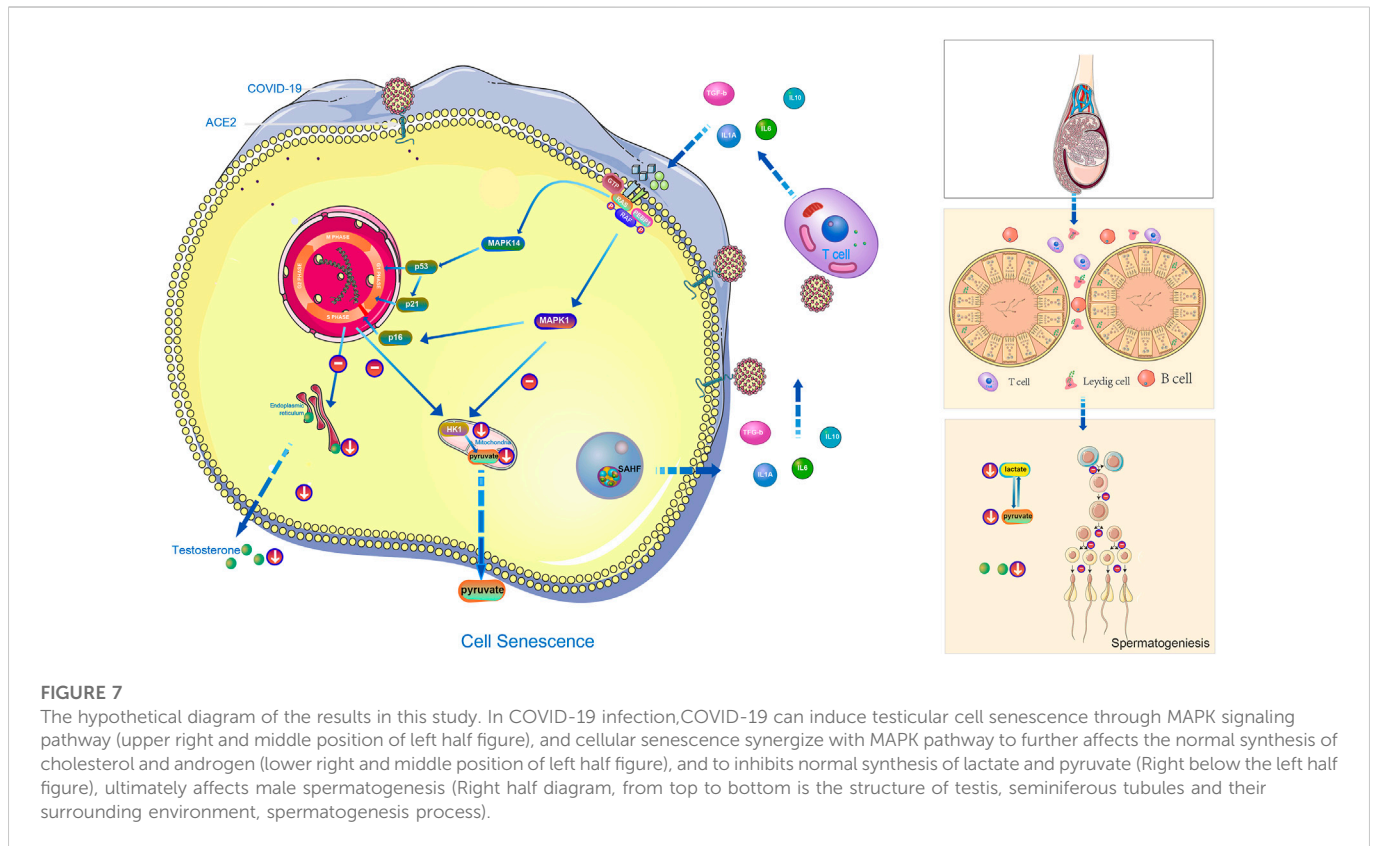 COVID-19
ACE2
TGF-b
IL10
IL1A
IL6
GTP
RAS
RAF
P
P
T cell
MAPK14
p53
p21
p16
MAPK1
M PHASE
S PHASE
Endoplasmic
reticulum
HK1
Mitochondria
pyruvate
SAHF
TFG-b
IL10
IL1A
IL6
Testosterone
pyruvate
Cell Senescence
T cell
Leydig cell
B cell
lactate
pyruvate
Spermatogeniesis
FIGURE 7
The hypothetical diagram of the results in this study. In COVID-19 infection,COVID-19 can induce testicular cell senescence through MAPK signaling
pathway (upper right and middle position of left half figure), and cellular senescence synergize with MAPK pathway to further affects the normal synthesis of
cholesterol and androgen (lower right and middle position of left half figure), and to inhibits normal synthesis of lactate and pyruvate (Right below the left half
figure), ultimately affects male spermatogenesis (Right half diagram, from top to bottom is the structure of testis, seminiferous tubules and their
surrounding environment, spermatogenesis process).